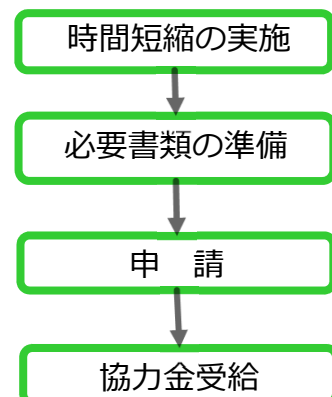 時間短縮の実施
必要書類の準備
申　請
協力金受給